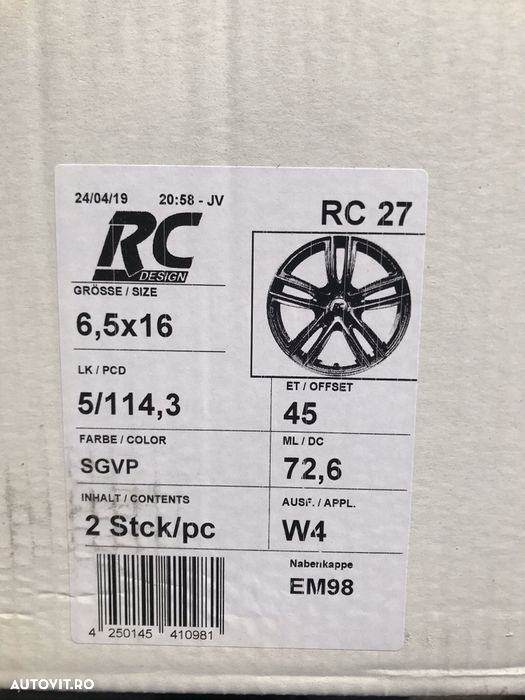 24/04/19 20:58 - JV
RC 27
RC
DESIGN
GRÖSSE / SIZE
6,5x16
LK / PCD
5/114,3
ET / OFFSET
45
FARBE / COLOR
SGVP
ML / DC
72,6
INHALT / CONTENTS
2 Stck/pc
AUSF. / APPL.
W4
Nabenkappe
EM98
4 250145 410981
AUTOVIT.RO